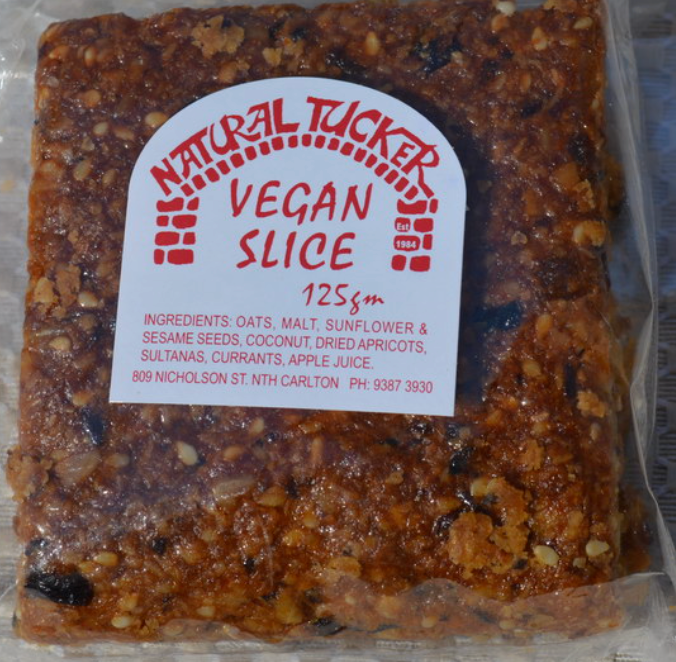 NATURAL TUCKER
VEGAN
SLICE
Est
1984
125gm
INGREDIENTS: OATS, MALT, SUNFLOWER &
SESAME SEEDS, COCONUT, DRIED APRICOTS,
SULTANAS, CURRANTS, APPLE JUICE.
809 NICHOLSON ST. NTH CARLTON PH: 9387 3930